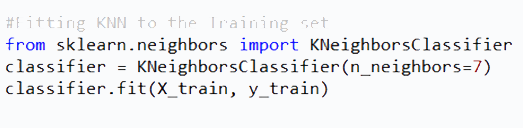 #Fitting KNN to the Training set
from sklearn.neighbors import KNeighborsClassifier
classifier = KNeighborsClassifier(n_neighbors=7)
classifier.fit(X_train, y_train)